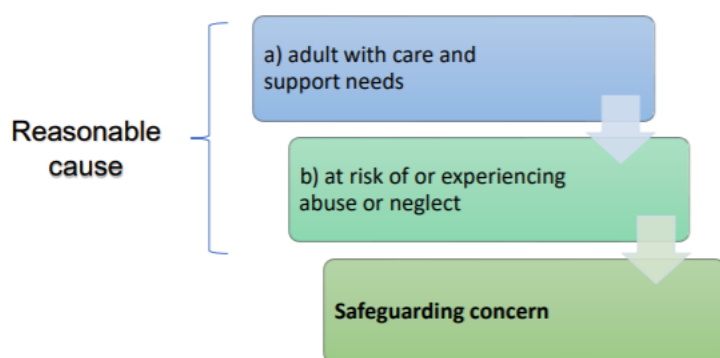 Reasonable
cause
a) adult with care and
support needs
b) at risk of or experiencing
abuse or neglect
Safeguarding concern